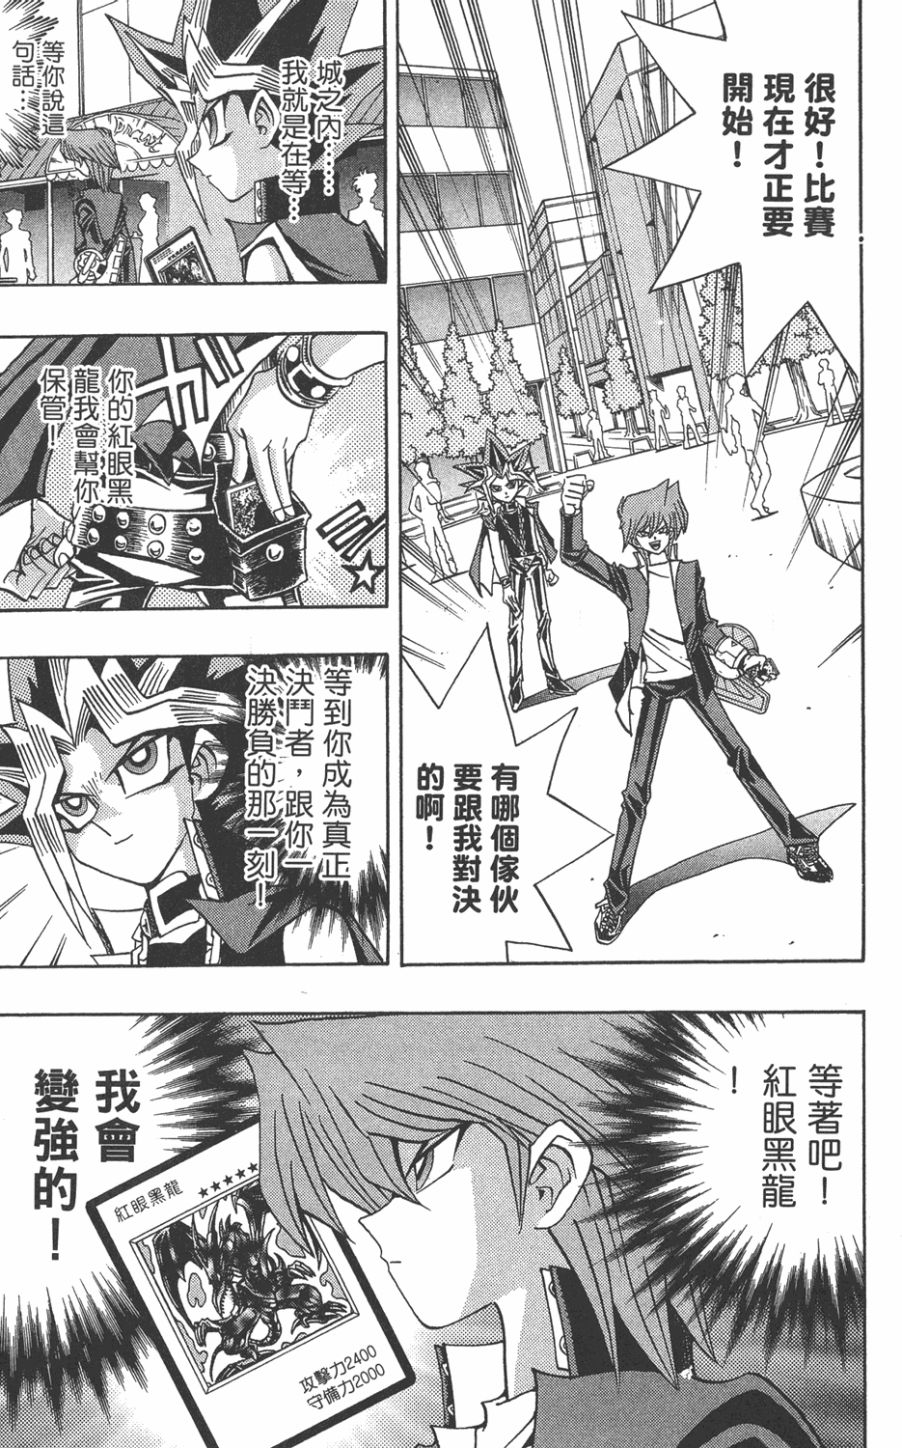 很好！比賽
現在才正要
開始！
有哪個傢伙
要跟我對決
的啊！
城之內……
我就是在等…
等你說這
句話…
你的紅眼黑
龍我會幫你
保管！
等到你成為真正
決鬥者，跟你一
決勝負的那一刻！
等著吧！
紅眼黑龍
！
我會
變強的！
紅眼黑龍
★★★★★★
攻擊力2400
守備力2000